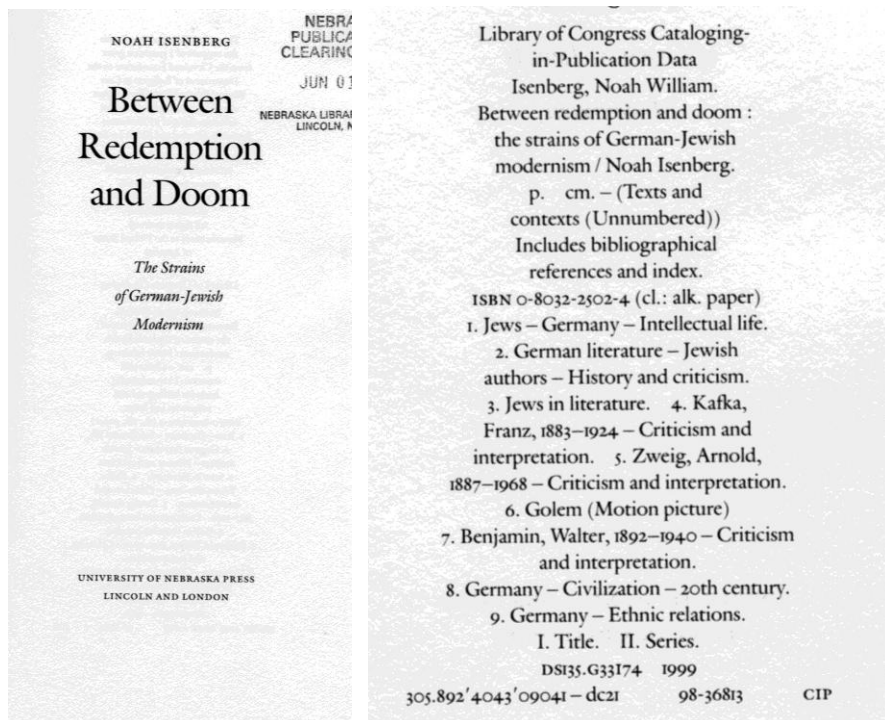 NOAH ISENBERG
Between
Redemption
and Doom
The Strains
of German-Jewish
Modernism
UNIVERSITY OF NEBRASKA PRESS
LINCOLN AND LONDON
NEBRA
PUBLICA
CLEARING
JUN 01
NEBRASKA LIBRAR
LINCOLN, N
Library of Congress Cataloging-
in-Publication Data
Isenberg, Noah William.
Between redemption and doom :
the strains of German-Jewish
modernism / Noah Isenberg.
p. cm. – (Texts and
contexts (Unnumbered))
Includes bibliographical
references and index.
ISBN 0-8032-2502-4 (cl.: alk. paper)
1. Jews – Germany – Intellectual life.
2. German literature – Jewish
authors – History and criticism.
3. Jews in literature. 4. Kafka,
Franz, 1883–1924 – Criticism and
interpretation. 5. Zweig, Arnold,
1887–1968 – Criticism and interpretation.
6. Golem (Motion picture)
7. Benjamin, Walter, 1892–1940 – Criticism
and interpretation.
8. Germany – Civilization – 20th century.
9. Germany – Ethnic relations.
I. Title. II. Series.
DS135.G33I74 1999
305.892'4043'09041 – dc21 98-36813 CIP